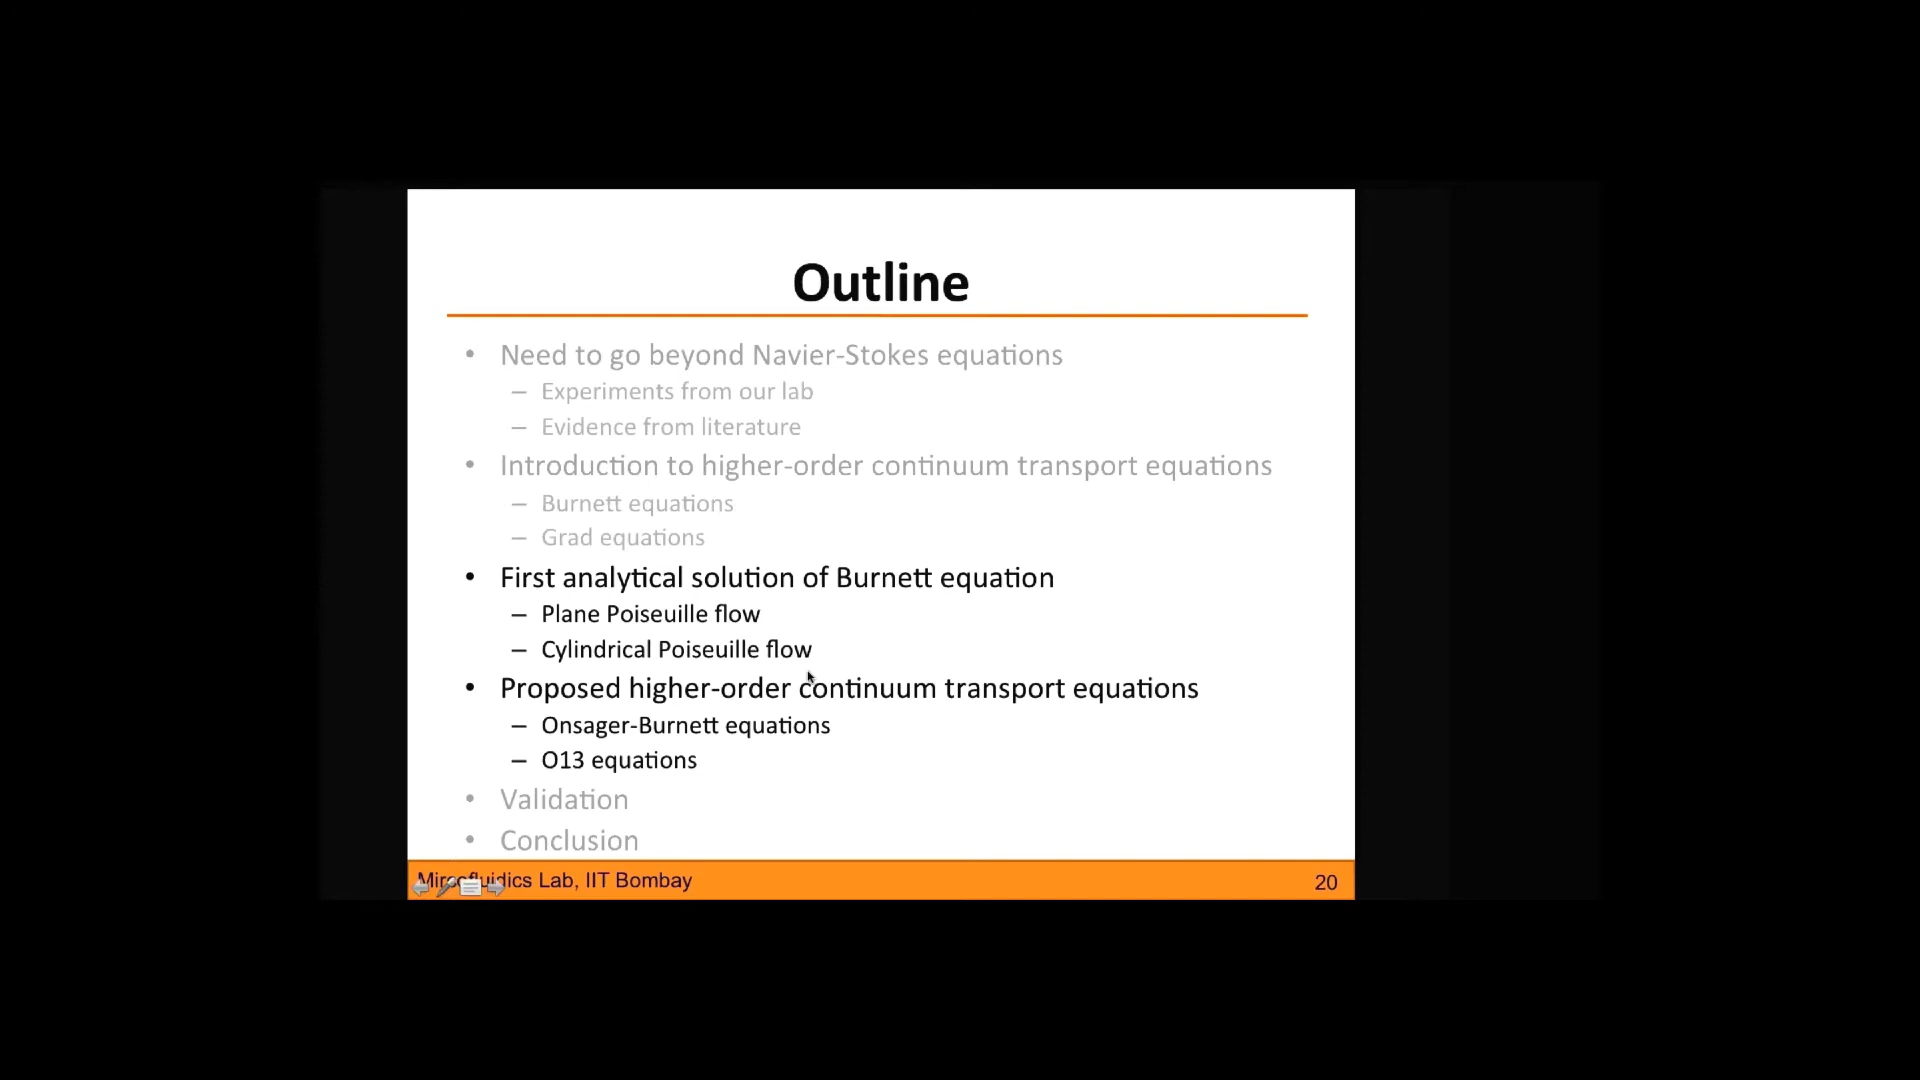 Outline
• Need to go beyond Navier-Stokes equations
– Experiments from our lab
– Evidence from literature
• Introduction to higher-order continuum transport equations
– Burnett equations
– Grad equations
• First analytical solution of Burnett equation
– Plane Poiseuille flow
– Cylindrical Poiseuille flow
• Proposed higher-order continuum transport equations
– Onsager-Burnett equations
– O13 equations
• Validation
• Conclusion
Lab, IIT Bombay
20